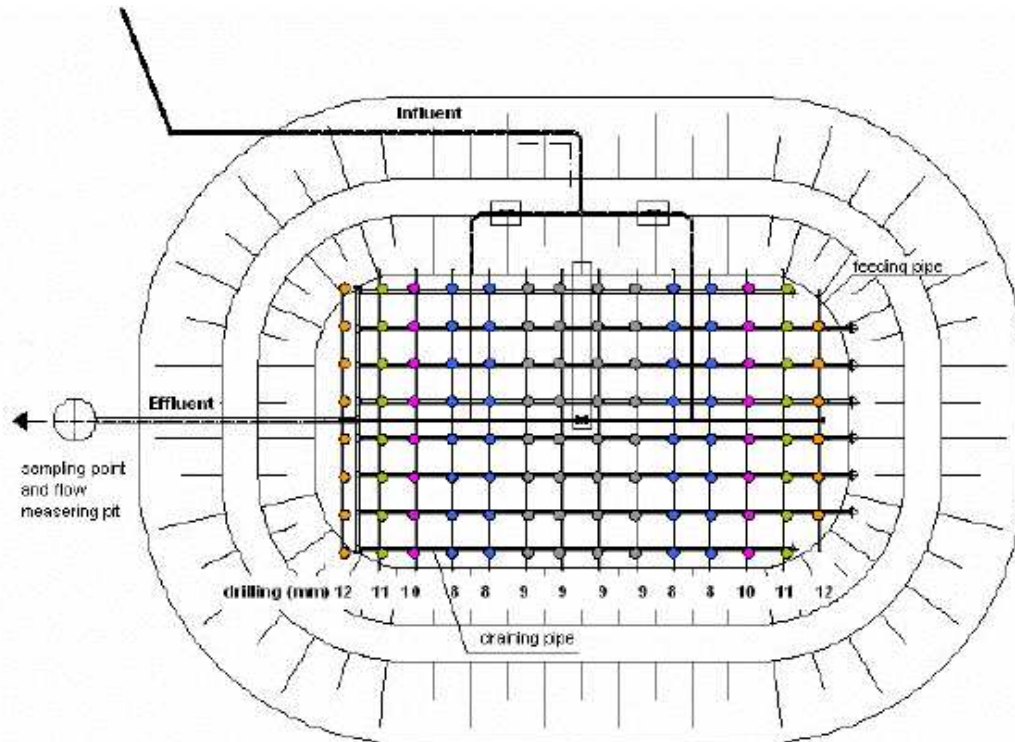 Influent
feeding pipe
Effluent
sampling point
and flow
measering pit
drilling (mm) 12 11 10 8 8 9 9 9 9 8 8 10 11 12
draining pipe